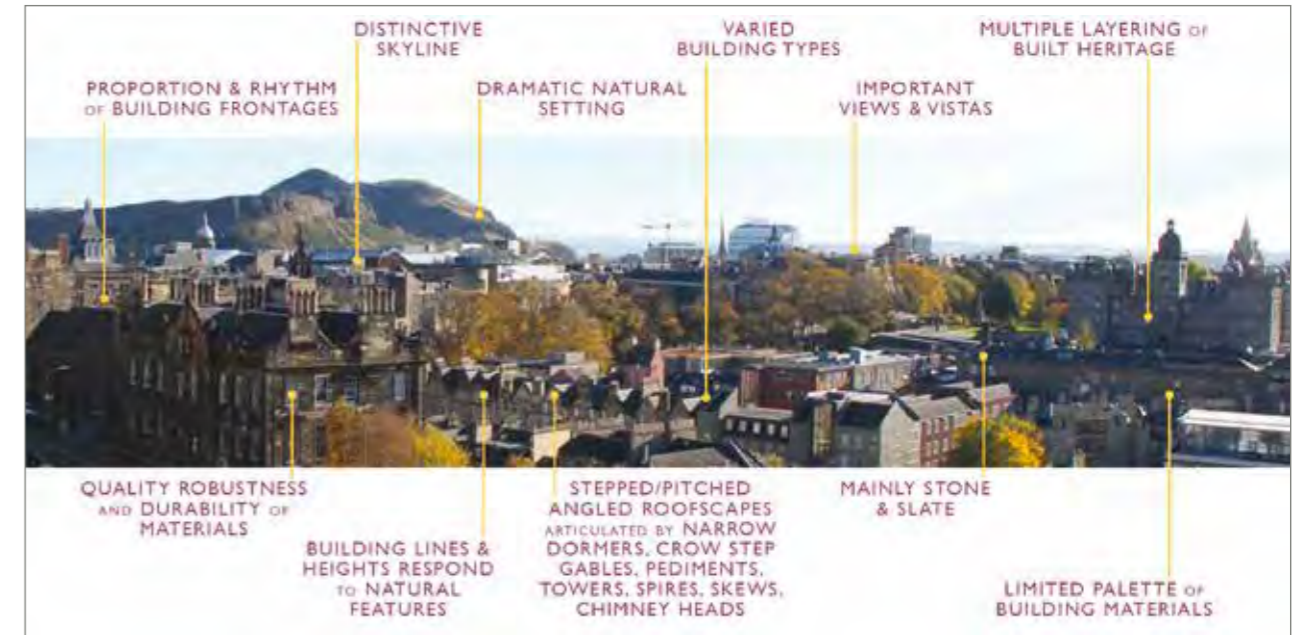 DISTINCTIVE
SKYLINE
VARIED
BUILDING TYPES
MULTIPLE LAYERING OF
BUILT HERITAGE
PROPORTION & RHYTHM
OF BUILDING FRONTAGES
DRAMATIC NATURAL
SETTING
IMPORTANT
VIEWS & VISTAS
QUALITY ROBUSTNESS
AND DURABILITY OF
MATERIALS
BUILDING LINES &
HEIGHTS RESPOND
TO NATURAL
FEATURES
STEPPED/PITCHED
ANGLED ROOFSCAPES
ARTICULATED BY NARROW
DORMERS, CROW STEP
GABLES, PEDIMENTS,
TOWERS, SPIRES, SKEWS,
CHIMNEY HEADS
MAINLY STONE
& SLATE
LIMITED PALETTE OF
BUILDING MATERIALS